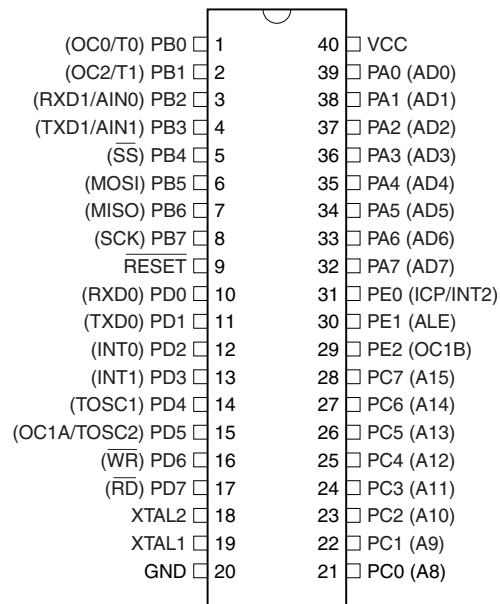 (OC0/T0) PB0 1 40 VCC
(OC2/T1) PB1 2 39 PA0 (AD0)
(RXD1/AIN0) PB2 3 38 PA1 (AD1)
(TXD1/AIN1) PB3 4 37 PA2 (AD2)
(S̅S̅) PB4 5 36 PA3 (AD3)
(MOSI) PB5 6 35 PA4 (AD4)
(MISO) PB6 7 34 PA5 (AD5)
(SCK) PB7 8 33 PA6 (AD6)
R̅E̅S̅E̅T̅ 9 32 PA7 (AD7)
(RXD0) PD0 10 31 PE0 (ICP/INT2)
(TXD0) PD1 11 30 PE1 (ALE)
(INT0) PD2 12 29 PE2 (OC1B)
(INT1) PD3 13 28 PC7 (A15)
(TOSC1) PD4 14 27 PC6 (A14)
(OC1A/TOSC2) PD5 15 26 PC5 (A13)
(W̅R̅) PD6 16 25 PC4 (A12)
(R̅D̅) PD7 17 24 PC3 (A11)
XTAL2 18 23 PC2 (A10)
XTAL1 19 22 PC1 (A9)
GND 20 21 PC0 (A8)